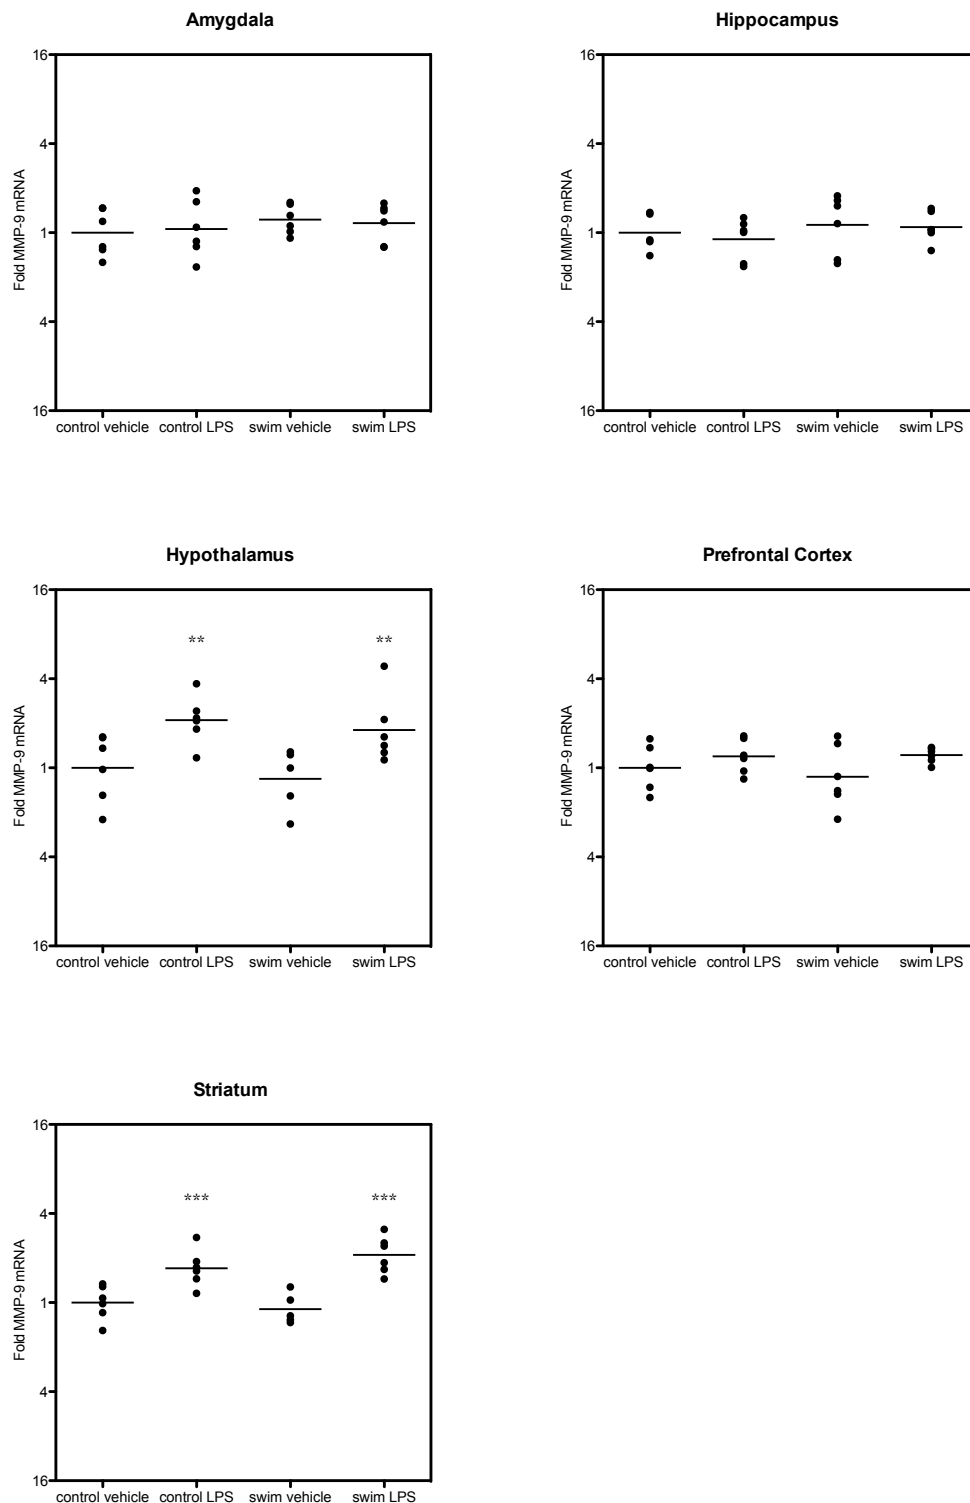 Amygdala
16
4
1
4
16
Fold MMP-9 mRNA
control vehicle control LPS swim vehicle swim LPS
Hippocampus
16
4
1
4
16
Fold MMP-9 mRNA
control vehicle control LPS swim vehicle swim LPS
Hypothalamus
16
4
1
4
16
Fold MMP-9 mRNA
** **
control vehicle control LPS swim vehicle swim LPS
Prefrontal Cortex
16
4
1
4
16
Fold MMP-9 mRNA
control vehicle control LPS swim vehicle swim LPS
Striatum
16
4
1
4
16
Fold MMP-9 mRNA
*** ***
control vehicle control LPS swim vehicle swim LPS